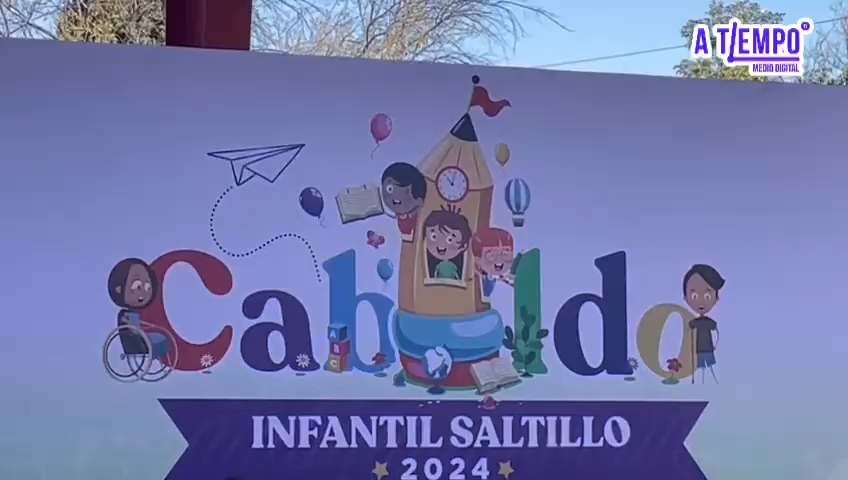 A TIEMPO
MEDIO DIGITAL
Cabildo
INFANTIL SALTILLO
2024
A
B
C